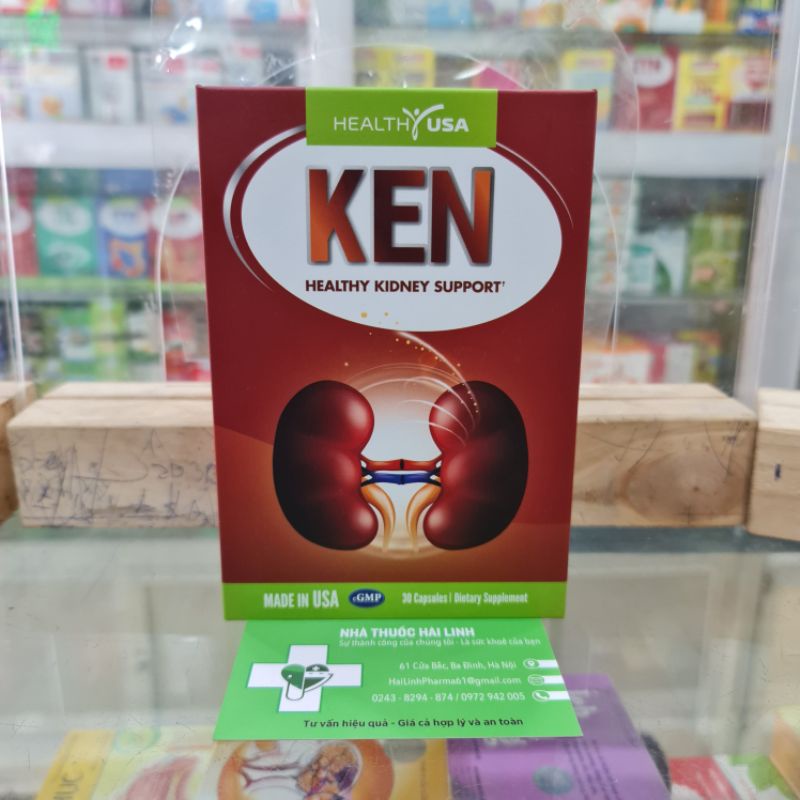 HEALTHY USA
KEN
HEALTHY KIDNEY SUPPORT†
MADE IN USA cGMP 30 Capsules | Dietary Supplement
NHÀ THUỐC HẢI LINH
Sự thành công của chúng tôi - Là sức khoẻ của bạn
61 Cửa Bắc, Ba Đình, Hà Nội
HaiLinhPharma61@gmail.com
0243 - 8294 - 874 / 0972 942 005
Tư vấn hiệu quả - Giá cả hợp lý và an toàn